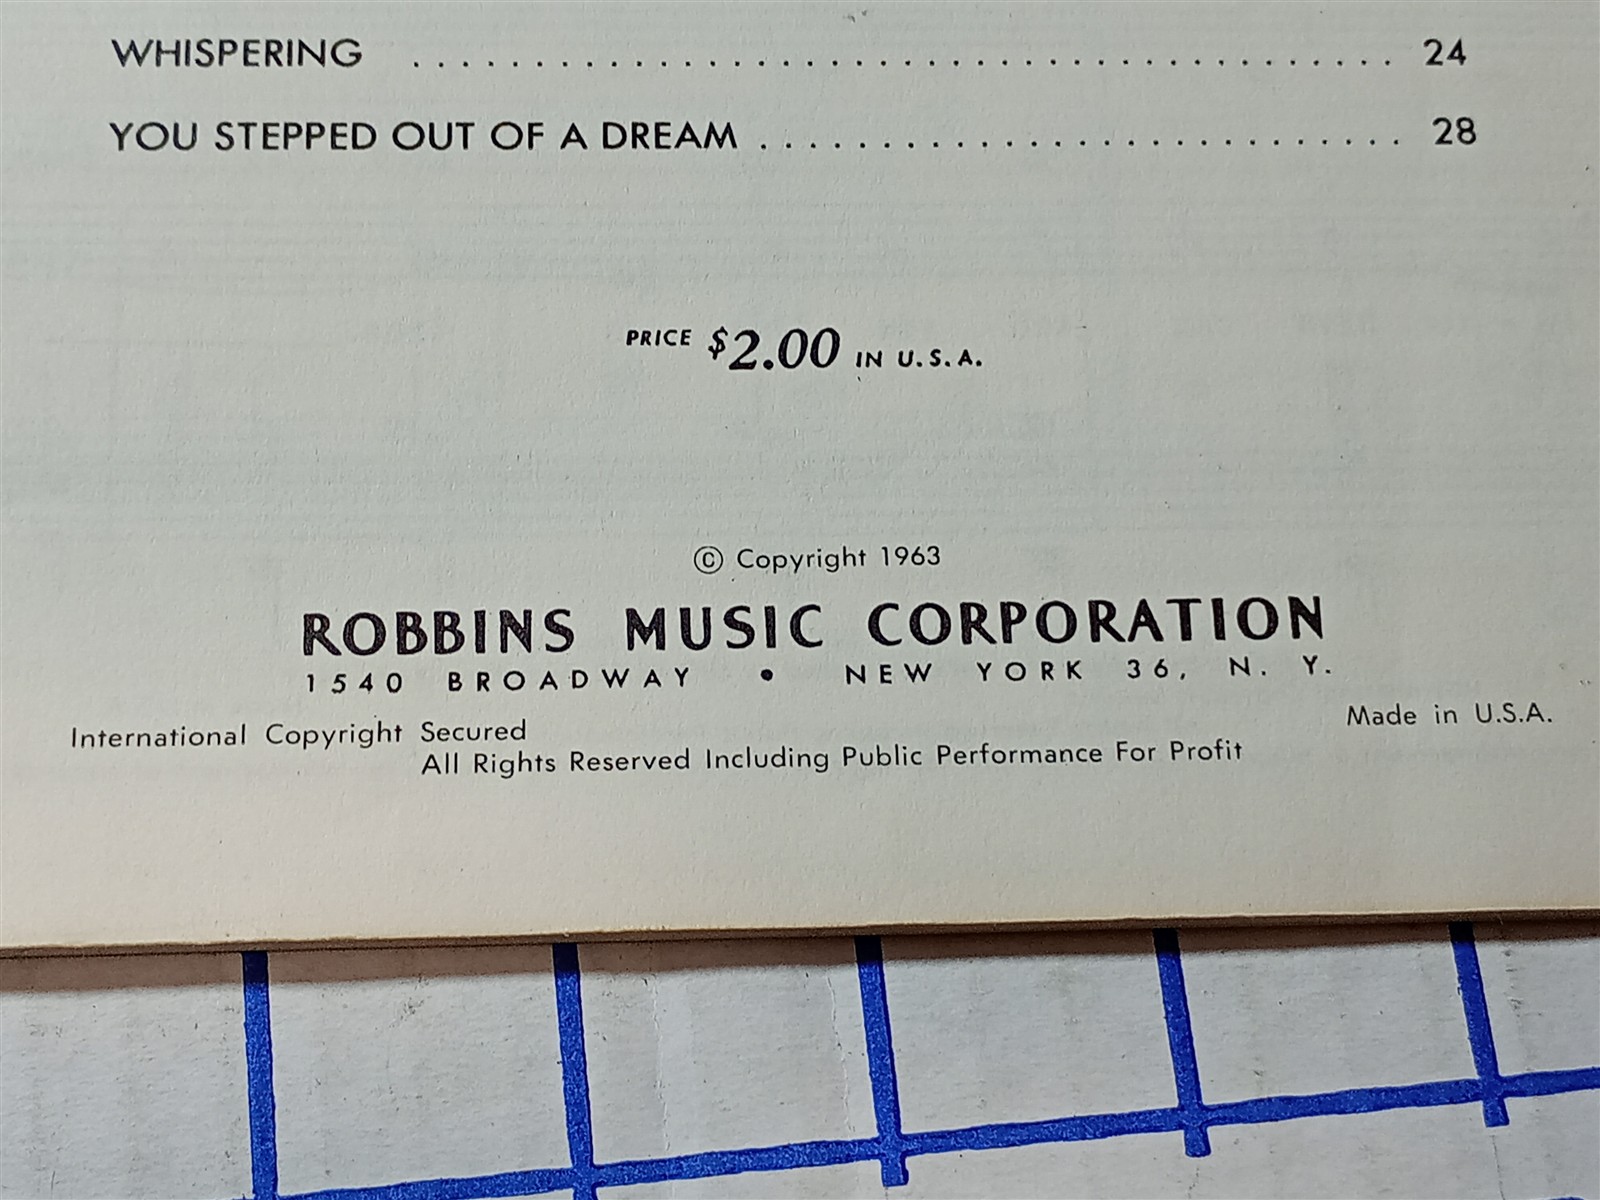 WHISPERING ........................................ 24
YOU STEPPED OUT OF A DREAM ........................... 28
PRICE $2.00 IN U.S.A.
© Copyright 1963
ROBBINS MUSIC CORPORATION
1540 BROADWAY • NEW YORK 36, N. Y.
International Copyright Secured
Made in U.S.A.
All Rights Reserved Including Public Performance For Profit